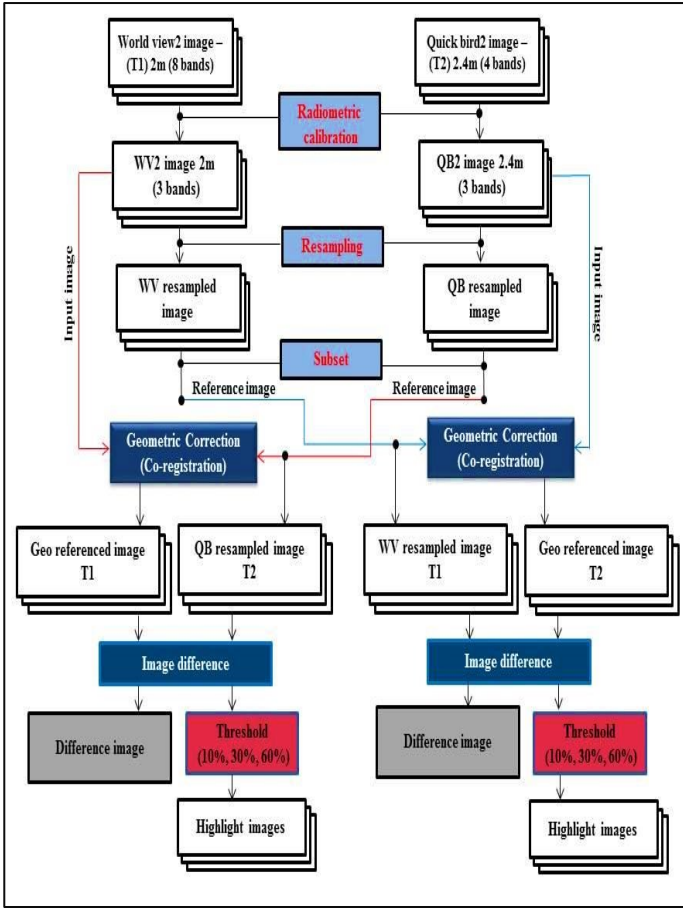 World view2 image –
(T1) 2m (8 bands)
Quick bird2 image –
(T2) 2.4m (4 bands)
Radiometric
calibration
WV2 image 2m
(3 bands)
QB2 image 2.4m
(3 bands)
Input image
Input image
Resampling
WV resampled
image
QB resampled
image
Subset
Reference image
Reference image
Geometric Correction
(Co-registration)
Geometric Correction
(Co-registration)
Geo referenced image
T1
QB resampled image
T2
WV resampled image
T1
Geo referenced image
T2
Image difference
Image difference
Difference image
Threshold
(10%, 30%, 60%)
Difference image
Threshold
(10%, 30%, 60%)
Highlight images
Highlight images